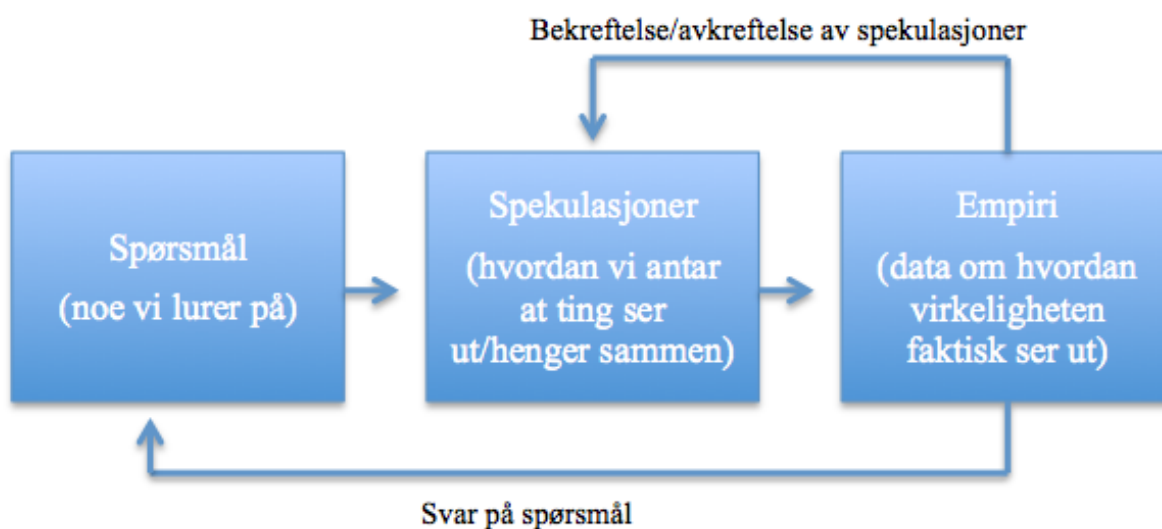 Bekreftelse/avkreftelse av spekulasjoner
Spørsmål
(noe vi lurer på)
Spekulasjoner
(hvordan vi antar
at ting ser
ut/henger sammen)
Empiri
(data om hvordan
virkeligheten
faktisk ser ut)
Svar på spørsmål